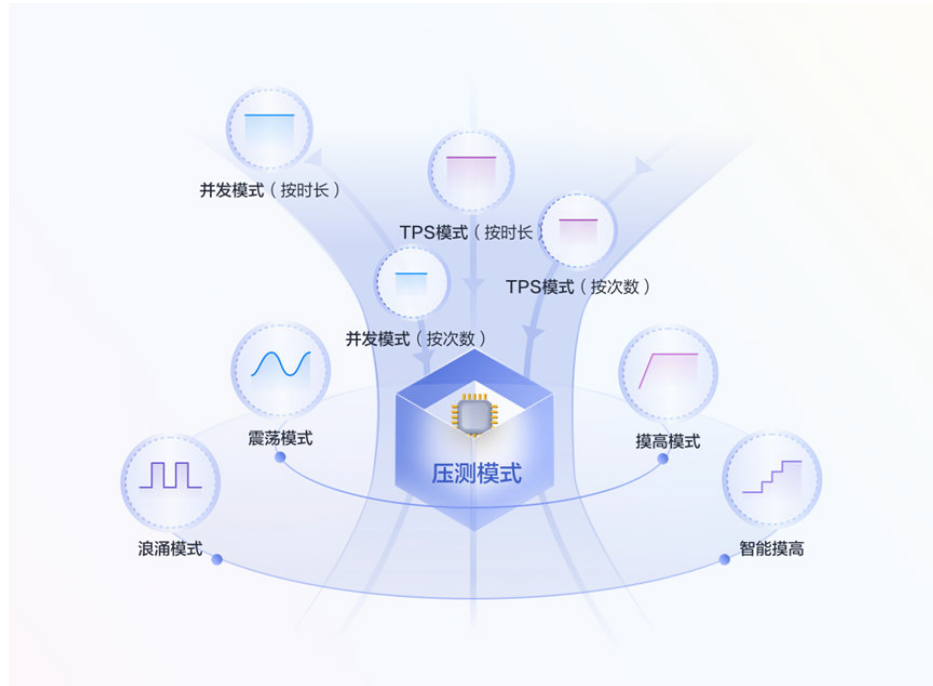 并发模式（按时长）
TPS模式（按时长
TPS模式（按次数）
并发模式（按次数）
震荡模式
摸高模式
压测模式
浪涌模式
智能摸高